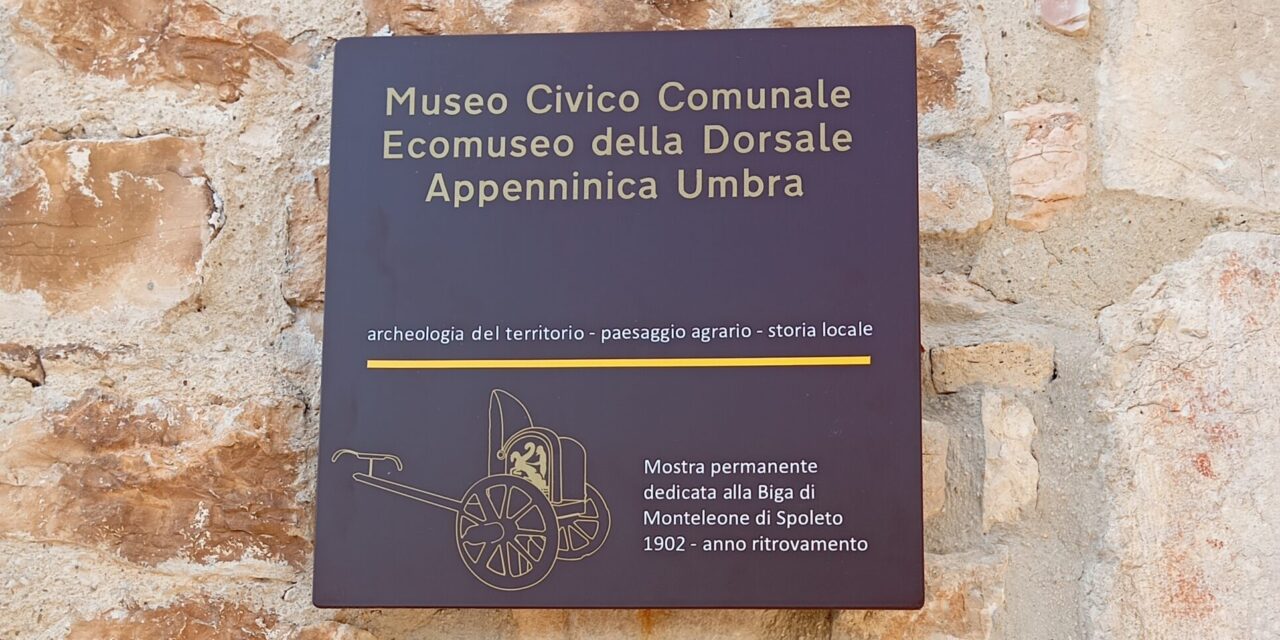 Museo Civico Comunale
Ecomuseo della Dorsale
Appenninica Umbra
archeologia del territorio - paesaggio agrario - storia locale
Mostra permanente
dedicata alla Biga di
Monteleone di Spoleto
1902 - anno ritrovamento